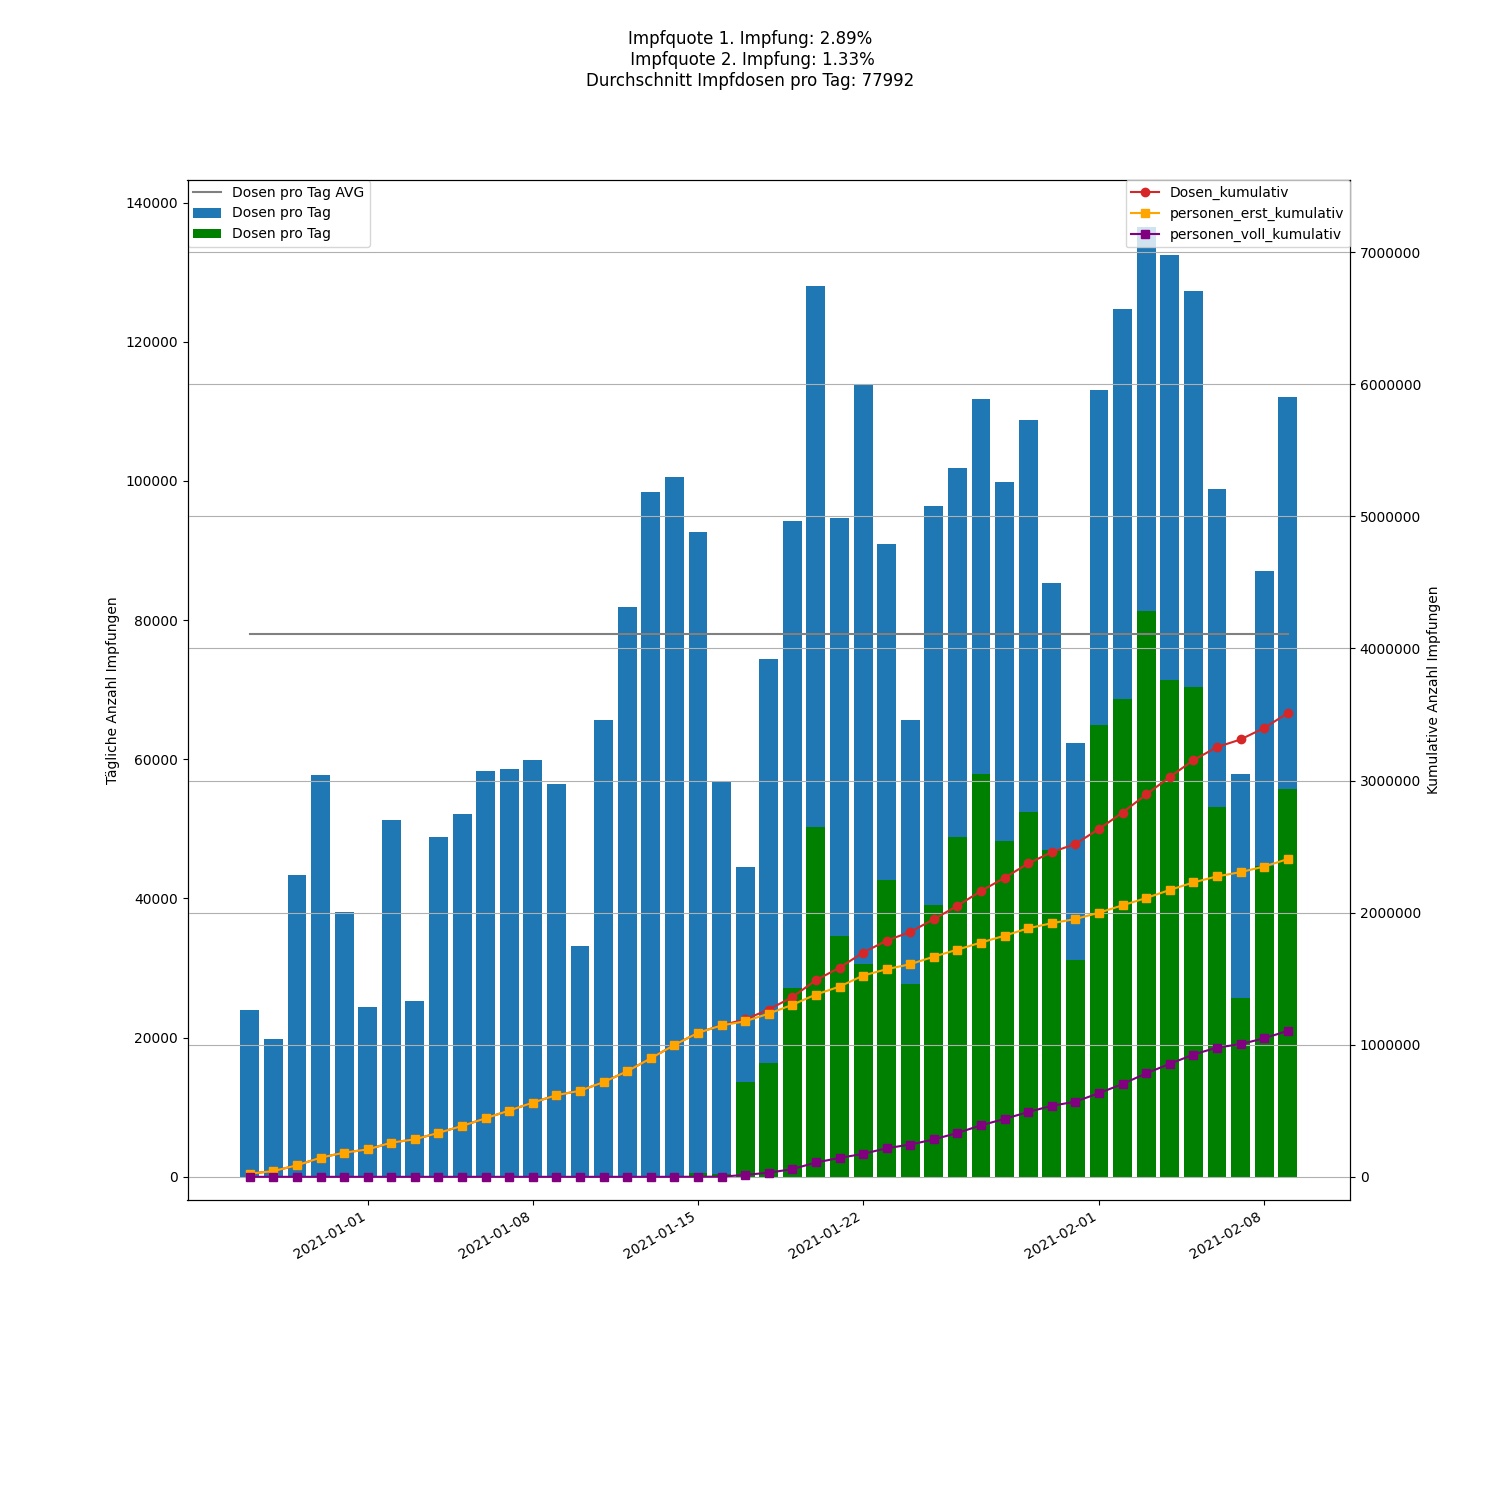 Impfquote 1. Impfung: 2.89%
Impfquote 2. Impfung: 1.33%
Durchschnitt Impfdosen pro Tag: 77992
Dosen pro Tag AVG
Dosen pro Tag
Dosen pro Tag
Dosen_kumulativ
personen_erst_kumulativ
personen_voll_kumulativ
140000
120000
100000
80000
60000
40000
20000
0
Tägliche Anzahl Impfungen
7000000
6000000
5000000
4000000
3000000
2000000
1000000
0
Kumulative Anzahl Impfungen
2021-01-01
2021-01-08
2021-01-15
2021-01-22
2021-02-01
2021-02-08